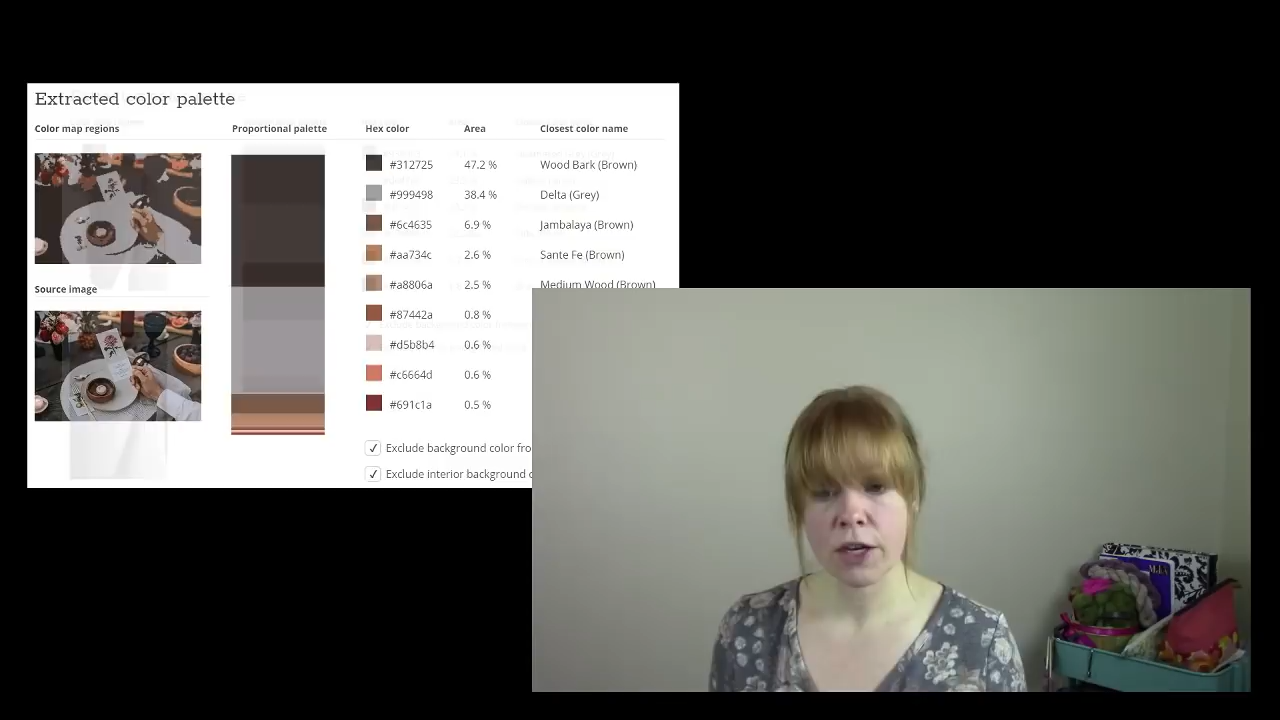 Extracted color palette
Color map regions Proportional palette Hex color Area Closest color name
#312725 47.2 % Wood Bark (Brown)
#999498 38.4 % Delta (Grey)
#6c4635 6.9 % Jambalaya (Brown)
#aa734c 2.6 % Sante Fe (Brown)
#a8806a 2.5 % Medium Wood (Brown)
Source image
#87442a 0.8 %
#d5b8b4 0.6 %
#c6664d 0.6 %
#691c1a 0.5 %
Exclude background color fro
Exclude interior background